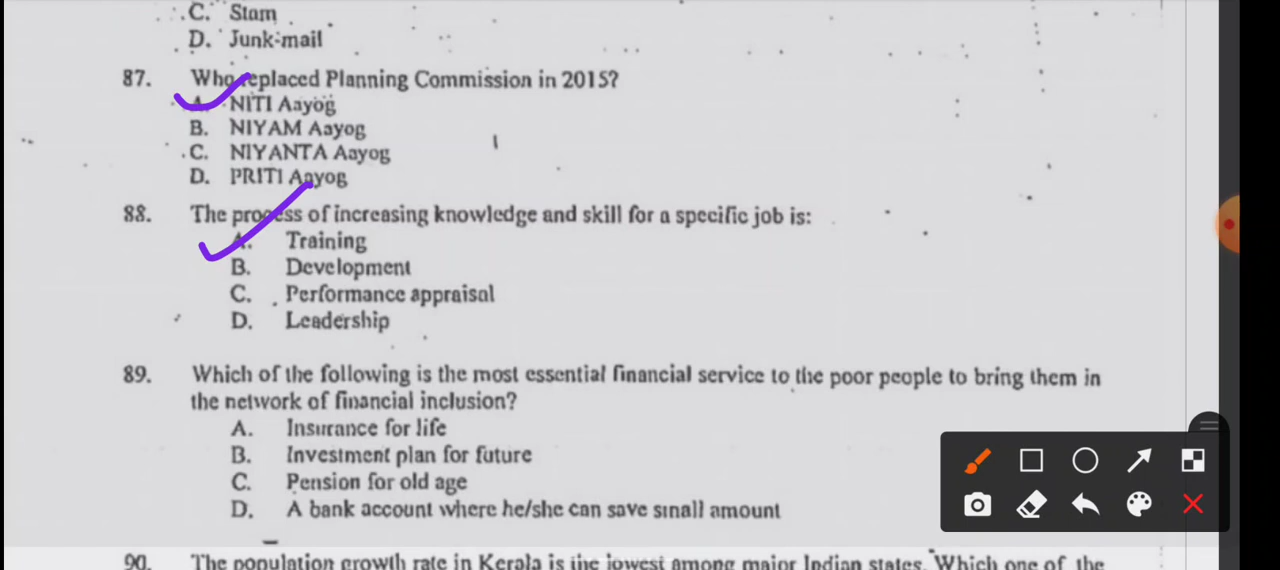 C. Stam
D. Junk-mail
87. Who replaced Planning Commission in 2015?
A. NITI Aayog
B. NIYAM Aayog
C. NIYANTA Aayog
D. PRITI Aayog
88. The process of increasing knowledge and skill for a specific job is:
A. Training
B. Development
C. Performance appraisal
D. Leadership
89. Which of the following is the most essential financial service to the poor people to bring them in
the network of financial inclusion?
A. Insurance for life
B. Investment plan for future
C. Pension for old age
D. A bank account where he/she can save small amount
90. The population growth rate in Kerala is the lowest among major Indian states. Which one of the